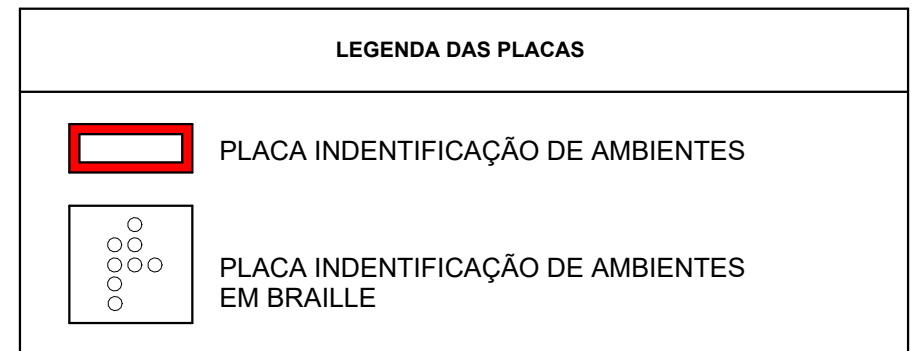 LEGENDA DAS PLACAS
PLACA INDENTIFICAÇÃO DE AMBIENTES
PLACA INDENTIFICAÇÃO DE AMBIENTES
EM BRAILLE